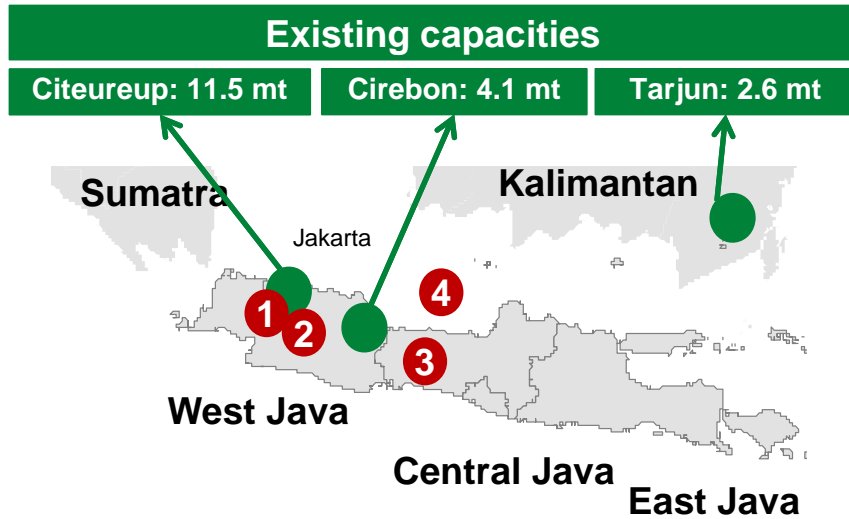 Existing capacities
Citeureup: 11.5 mt
Cirebon: 4.1 mt
Tarjun: 2.6 mt
Sumatra
Kalimantan
Jakarta
4
1
2
3
West Java
Central Java
East Java